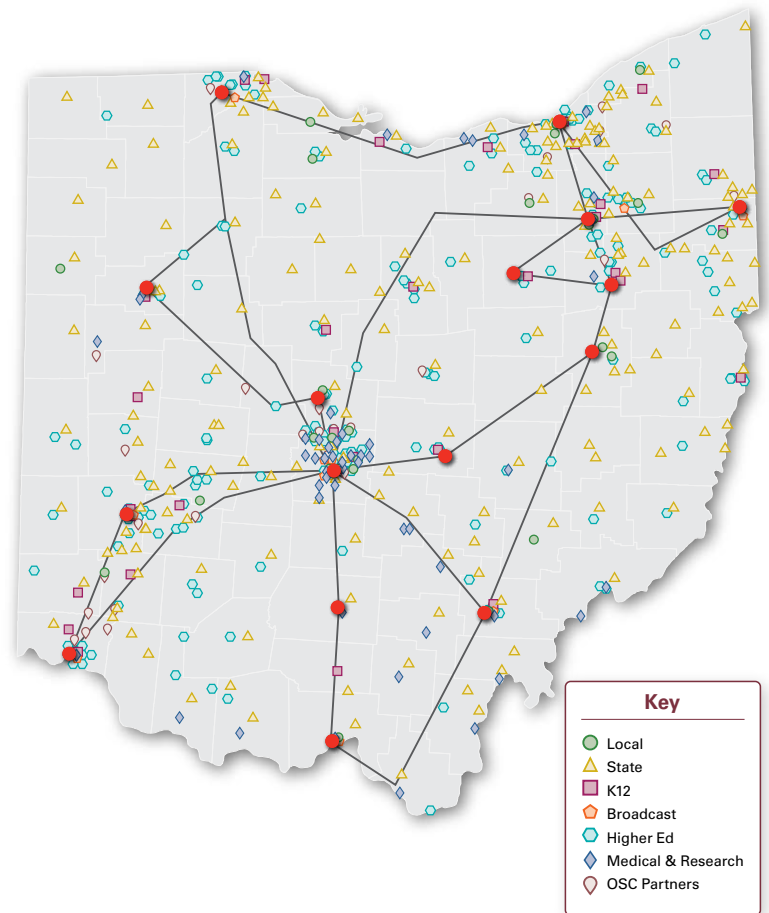 Key
Local
State
K12
Broadcast
Higher Ed
Medical & Research
OSC Partners